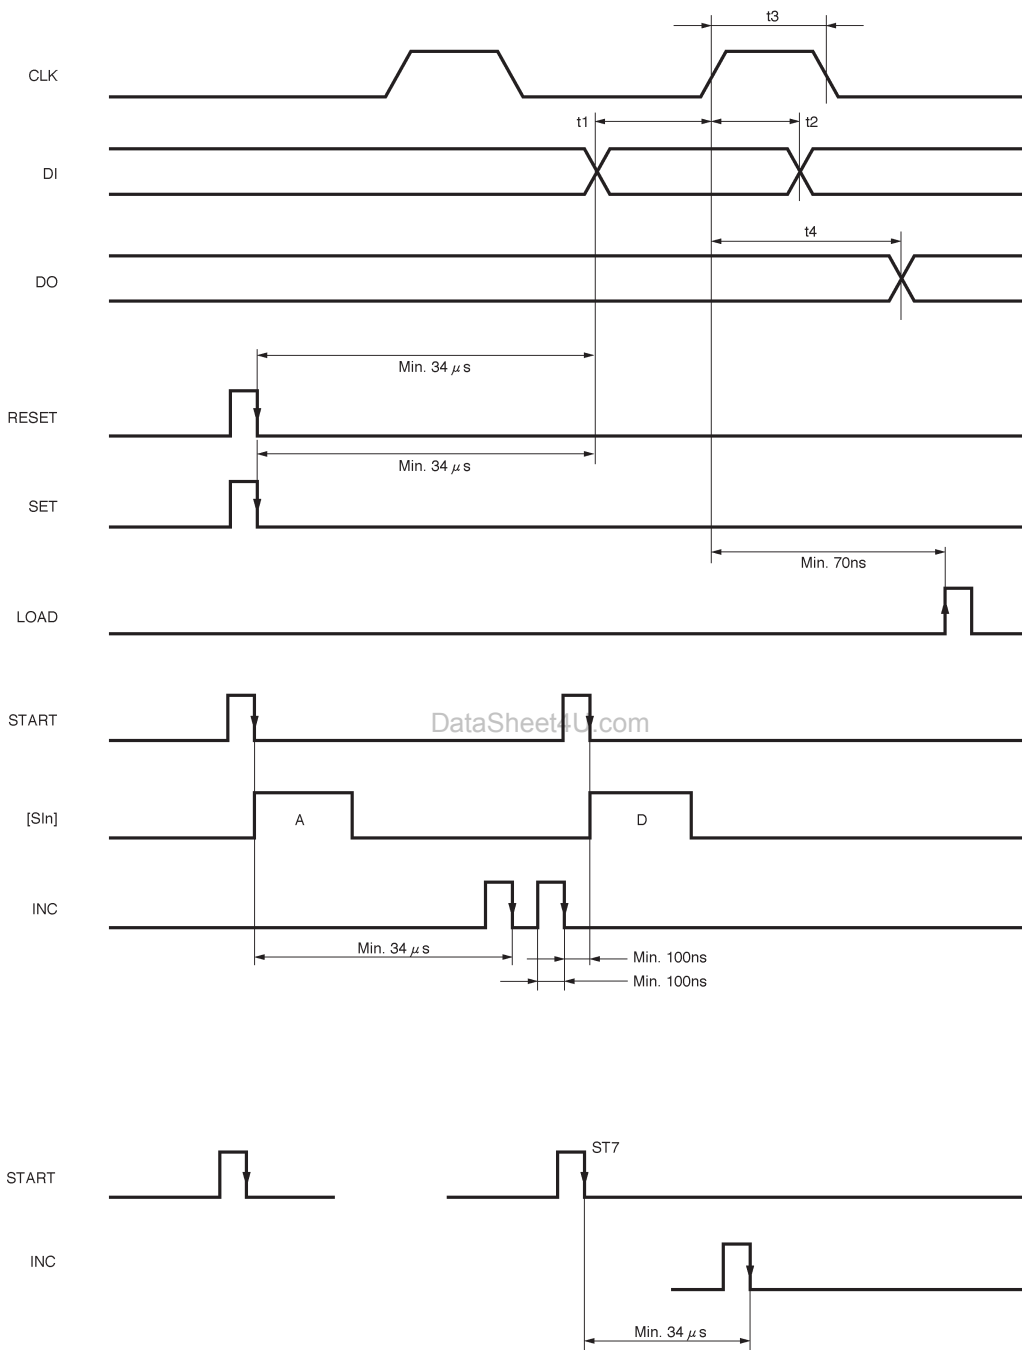 t3
CLK
t1
t2
DI
t4
DO
Min. 34 μs
RESET
Min. 34 μs
SET
Min. 70ns
LOAD
START
DataSheet4U.com
[SIn]
A
D
INC
Min. 34 μs
Min. 100ns
Min. 100ns
ST7
START
INC
Min. 34 μs